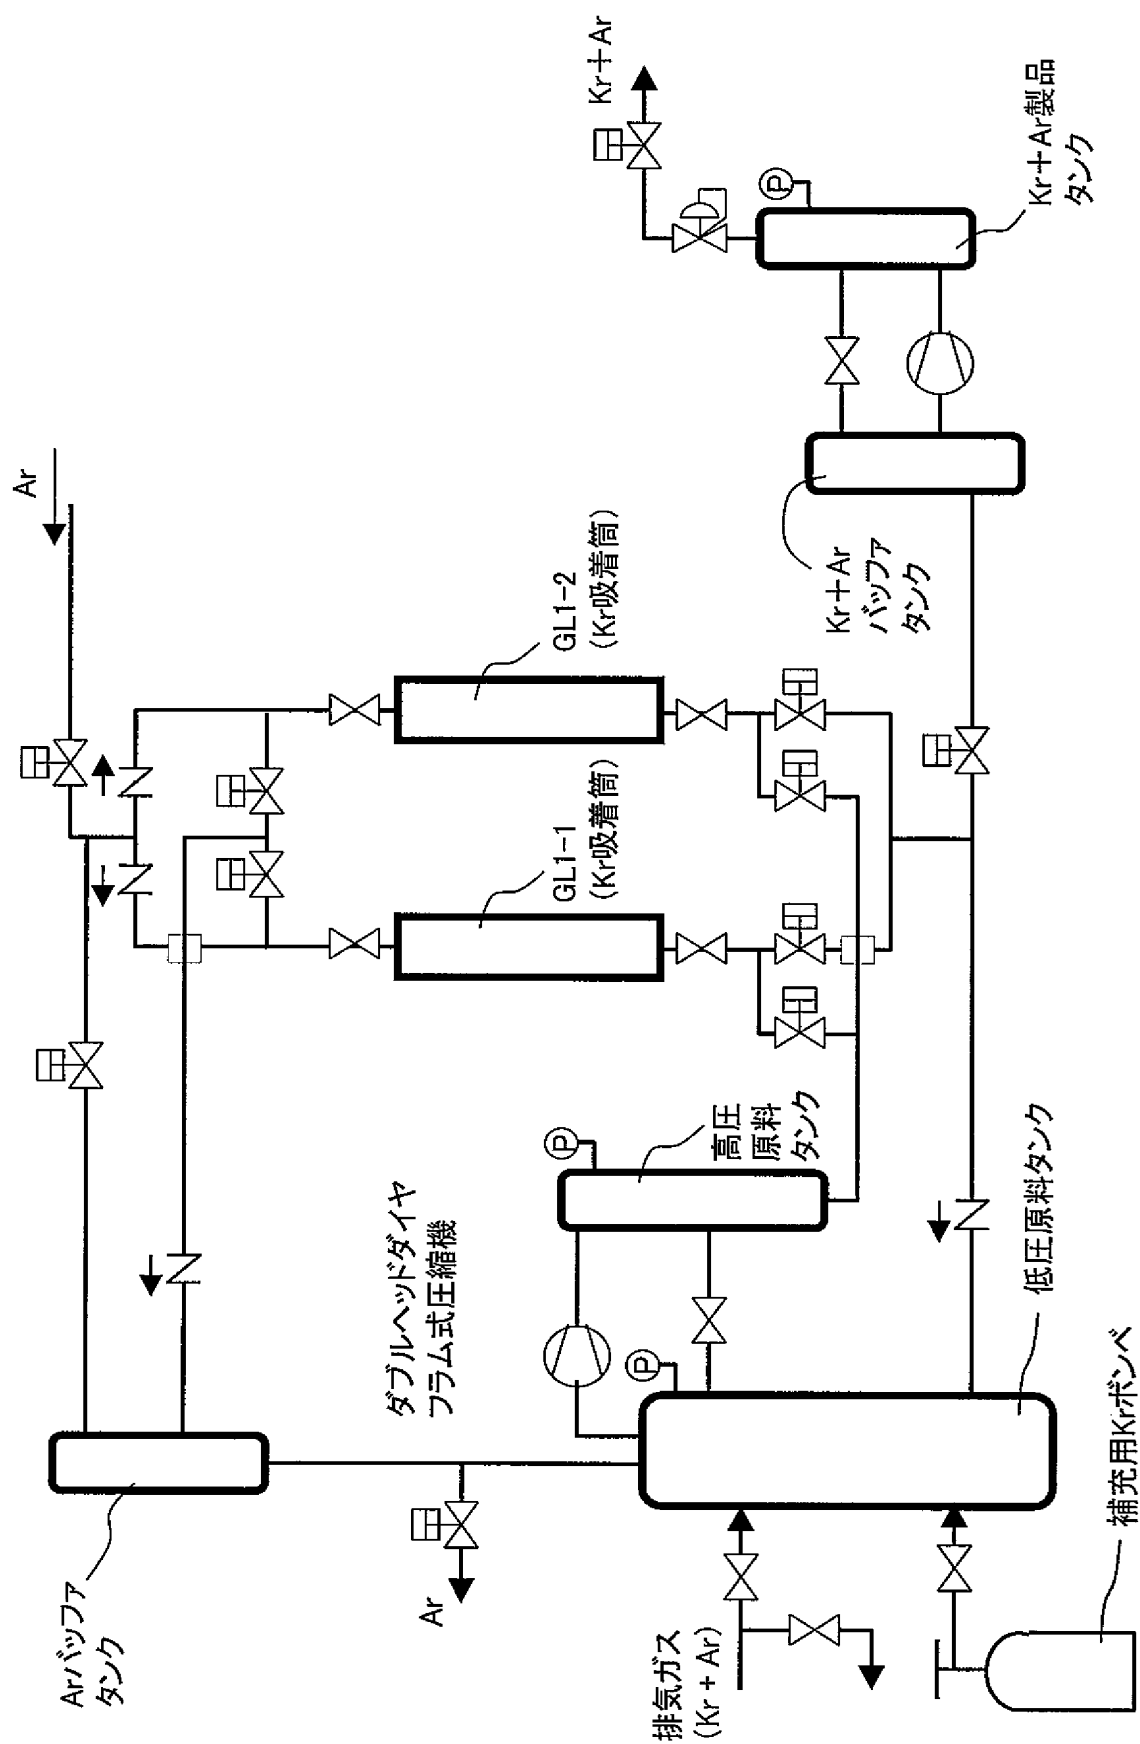 Ar
Kr+Ar
P
Kr+Ar製品
タンク
GL1-2
(Kr吸着筒)
Kr+Ar
バッファ
タンク
GL1-1
(Kr吸着筒)
P
高圧
原料
タンク
ダブルヘッドダイヤ
フラム式圧縮機
P
低圧原料タンク
Arバッファ
タンク
Ar
排気ガス
(Kr + Ar)
補充用Krボンベ